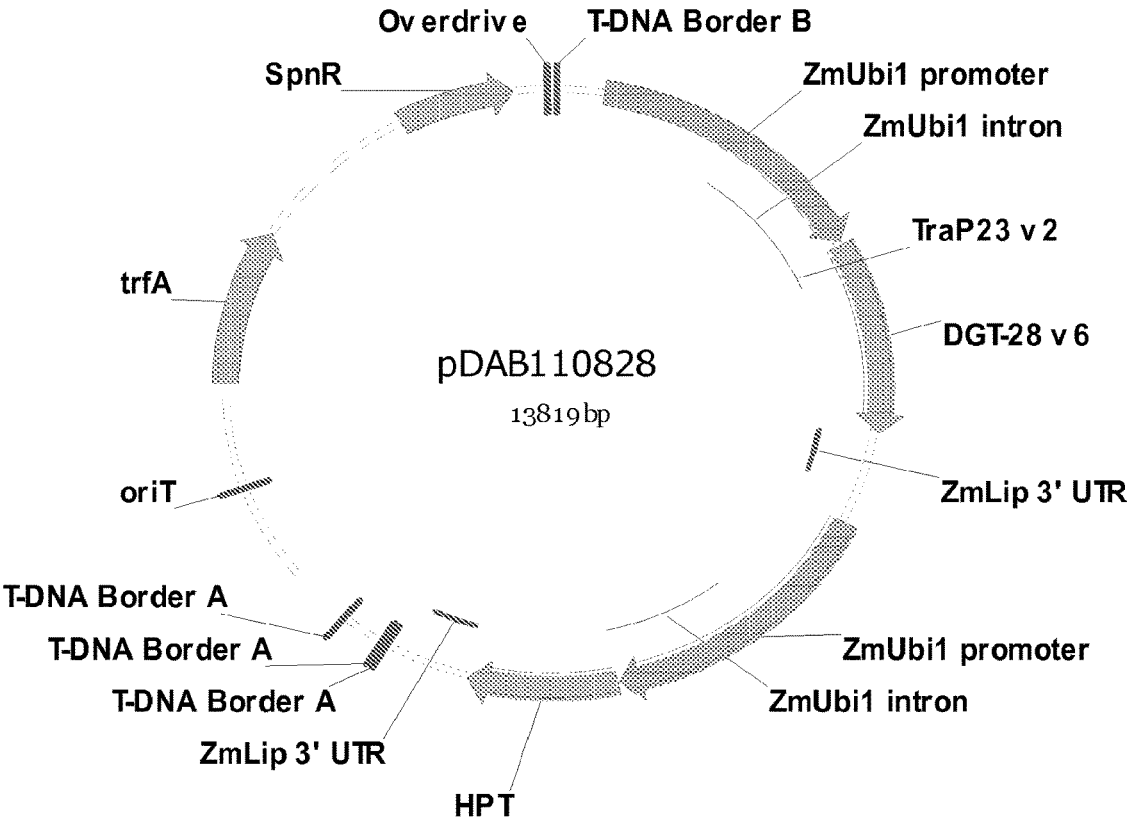 Overdrive
T-DNA Border B
SpnR
ZmUbi1 promoter
ZmUbi1 intron
TraP23 v2
trfA
DGT-28 v6
pDAB110828
13819bp
oriT
ZmLip 3' UTR
T-DNA Border A
T-DNA Border A
T-DNA Border A
ZmUbi1 promoter
ZmUbi1 intron
ZmLip 3' UTR
HPT